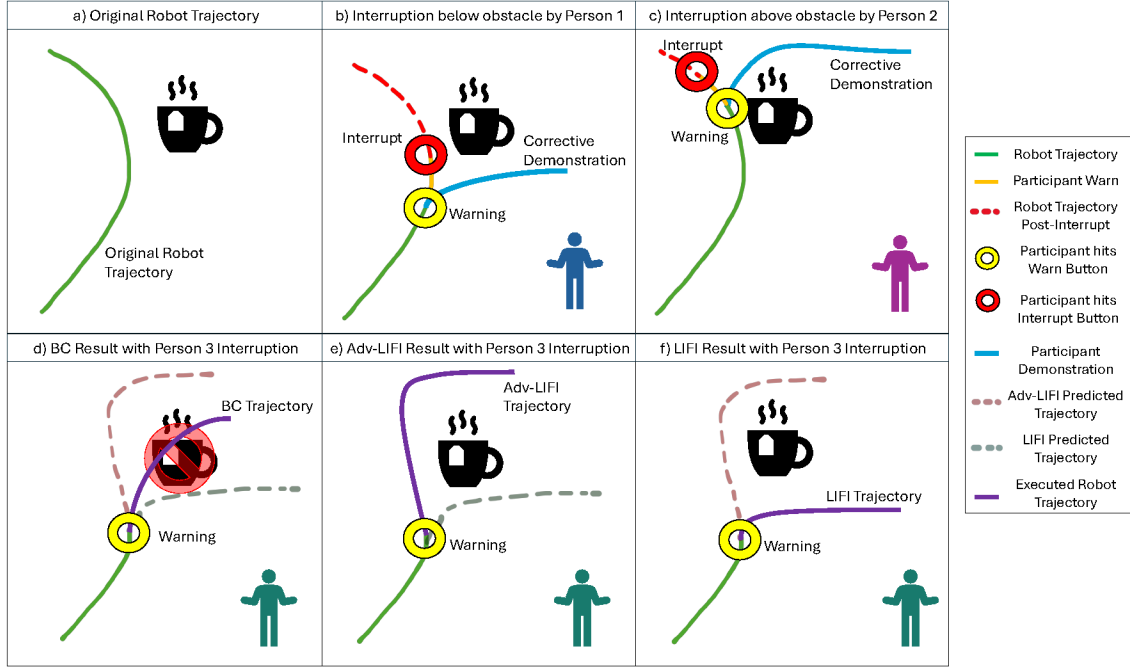 a) Original Robot Trajectory
Original Robot
Trajectory
b) Interruption below obstacle by Person 1
Interrupt
Corrective
Demonstration
Warning
c) Interruption above obstacle by Person 2
Interrupt
Corrective
Demonstration
Warning
d) BC Result with Person 3 Interruption
BC Trajectory
Warning
e) Adv-LIFI Result with Person 3 Interruption
Adv-LIFI
Trajectory
Warning
f) LIFI Result with Person 3 Interruption
LIFI Trajectory
Warning
Robot Trajectory
Participant Warn
Robot Trajectory
Post-Interrupt
Participant hits
Warn Button
Participant hits
Interrupt Button
Participant
Demonstration
Adv-LIFI Predicted
Trajectory
LIFI Predicted
Trajectory
Executed Robot
Trajectory